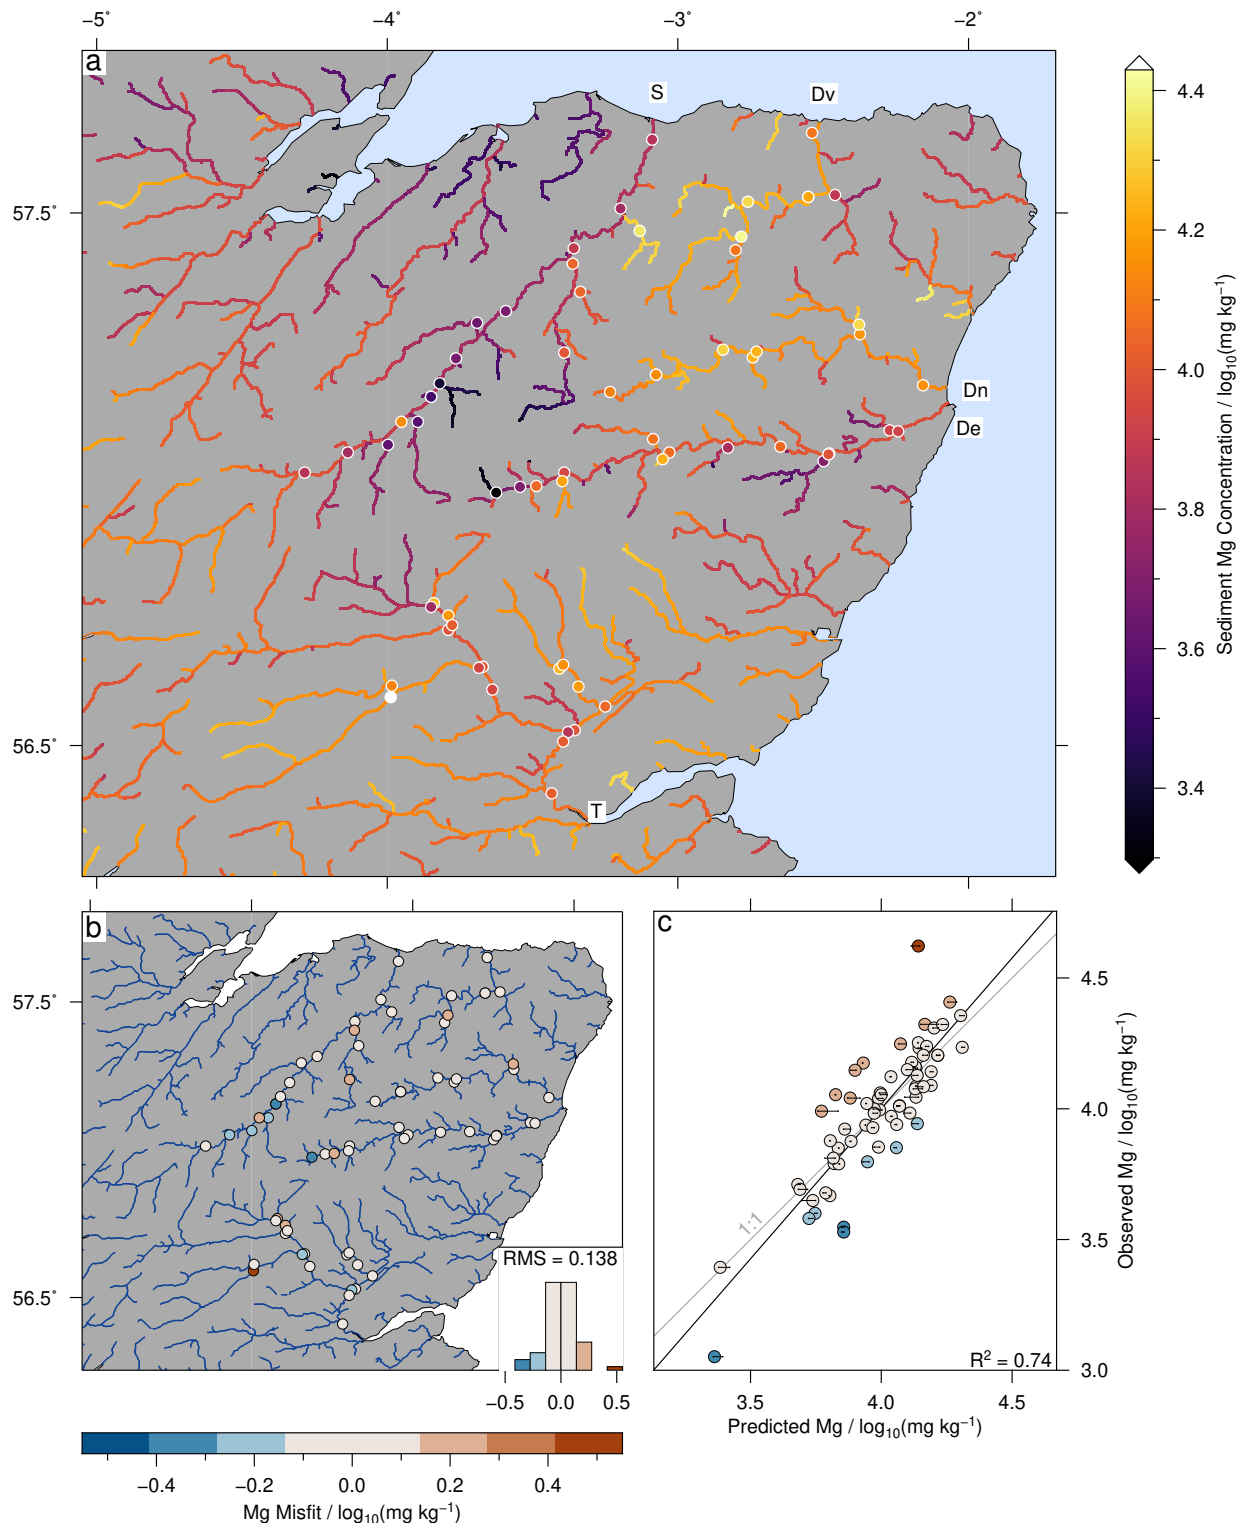 −5° −4° −3° −2°
a
S Dv
57.5
Dn
De
56.5
T
4.4
4.2
4.0
3.8
3.6
3.4
Sediment Mg Concentration / log10(mg kg−1)
b
57.5
56.5
RMS = 0.138
−0.5 0.0 0.5
−0.4 −0.2 0.0 0.2 0.4
Mg Misfit / log10(mg kg−1)
c
1:1
R2 = 0.74
4.5
4.0
3.5
3.0
Observed Mg / log10(mg kg−1)
3.5 4.0 4.5
Predicted Mg / log10(mg kg−1)